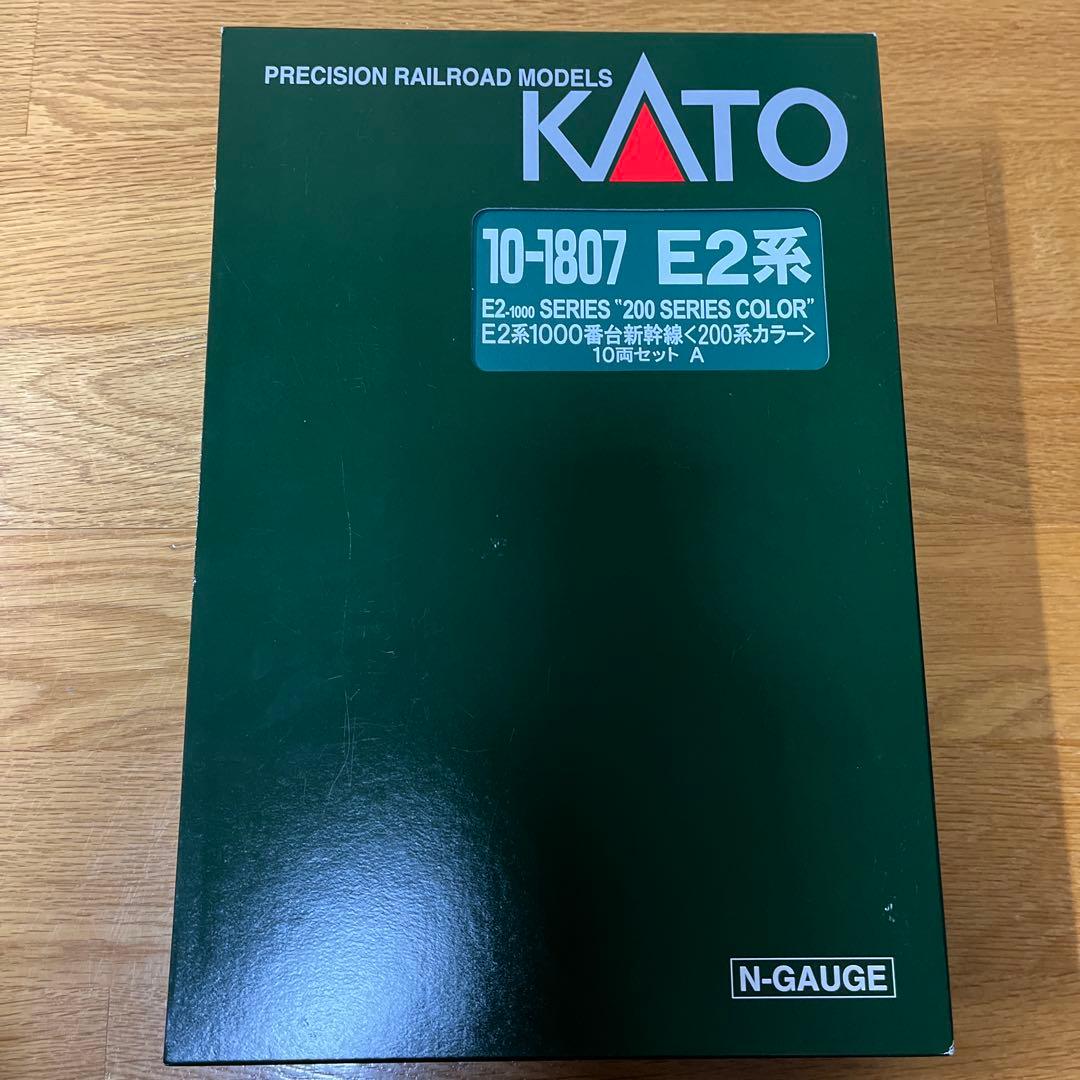 PRECISION RAILROAD MODELS
KATO
10-1807 E2系
E2-1000 SERIES "200 SERIES COLOR"
E2系1000番台新幹線<200系カラー>
10両セット A
N-GAUGE